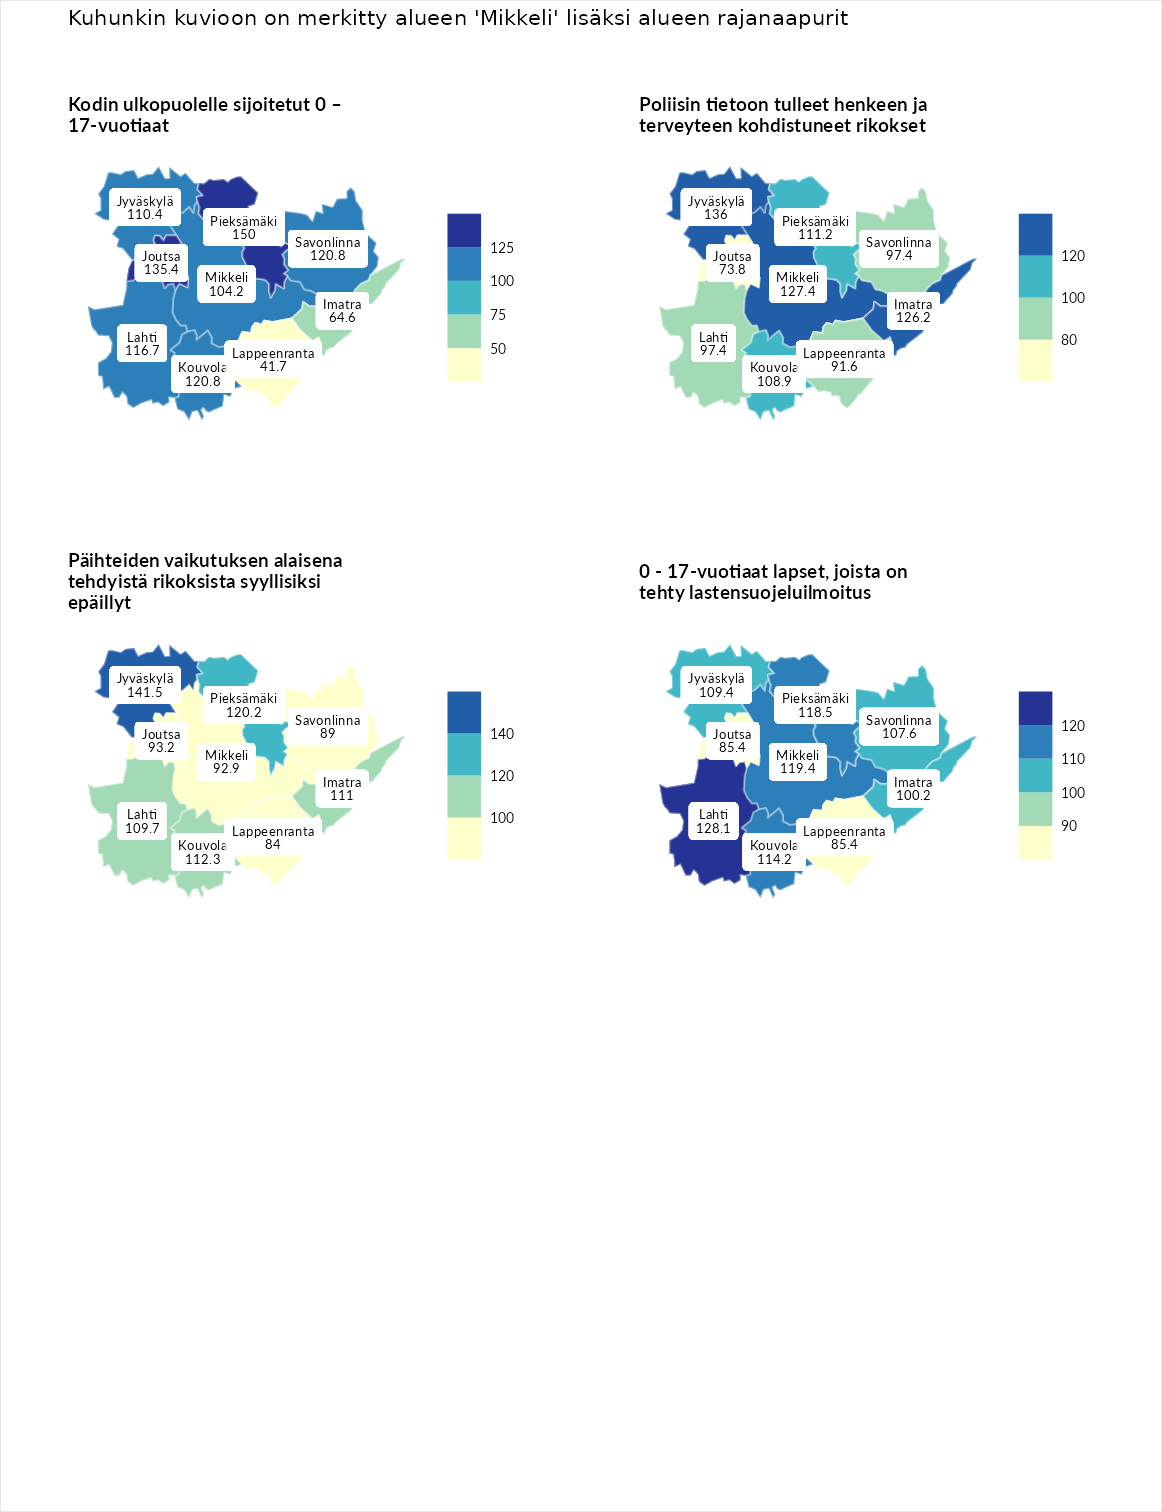 Kuhunkin kuvioon on merkitty alueen 'Mikkeli' lisäksi alueen rajanaapurit
Kodin ulkopuolelle sijoitetut 0 –
17-vuotiaat
Jyväskylä
110.4
Pieksämäki
150
Savonlinna
120.8
Joutsa
135.4
Mikkeli
104.2
Imatra
64.6
Lahti
116.7
Lappeenranta
41.7
Kouvola
120.8
125
100
75
50
Poliisin tietoon tulleet henkeen ja
terveyteen kohdistuneet rikokset
Jyväskylä
136
Pieksämäki
111.2
Savonlinna
97.4
Joutsa
73.8
Mikkeli
127.4
Imatra
126.2
Lahti
97.4
Lappeenranta
91.6
Kouvola
108.9
120
100
80
Päihteiden vaikutuksen alaisena
tehdyistä rikoksista syyllisiksi
epäillyt
Jyväskylä
141.5
Pieksämäki
120.2
Savonlinna
89
Joutsa
93.2
Mikkeli
92.9
Imatra
111
Lahti
109.7
Lappeenranta
84
Kouvola
112.3
140
120
100
0 - 17-vuotiaat lapset, joista on
tehty lastensuojeluilmoitus
Jyväskylä
109.4
Pieksämäki
118.5
Savonlinna
107.6
Joutsa
85.4
Mikkeli
119.4
Imatra
100.2
Lahti
128.1
Lappeenranta
85.4
Kouvola
114.2
120
110
100
90